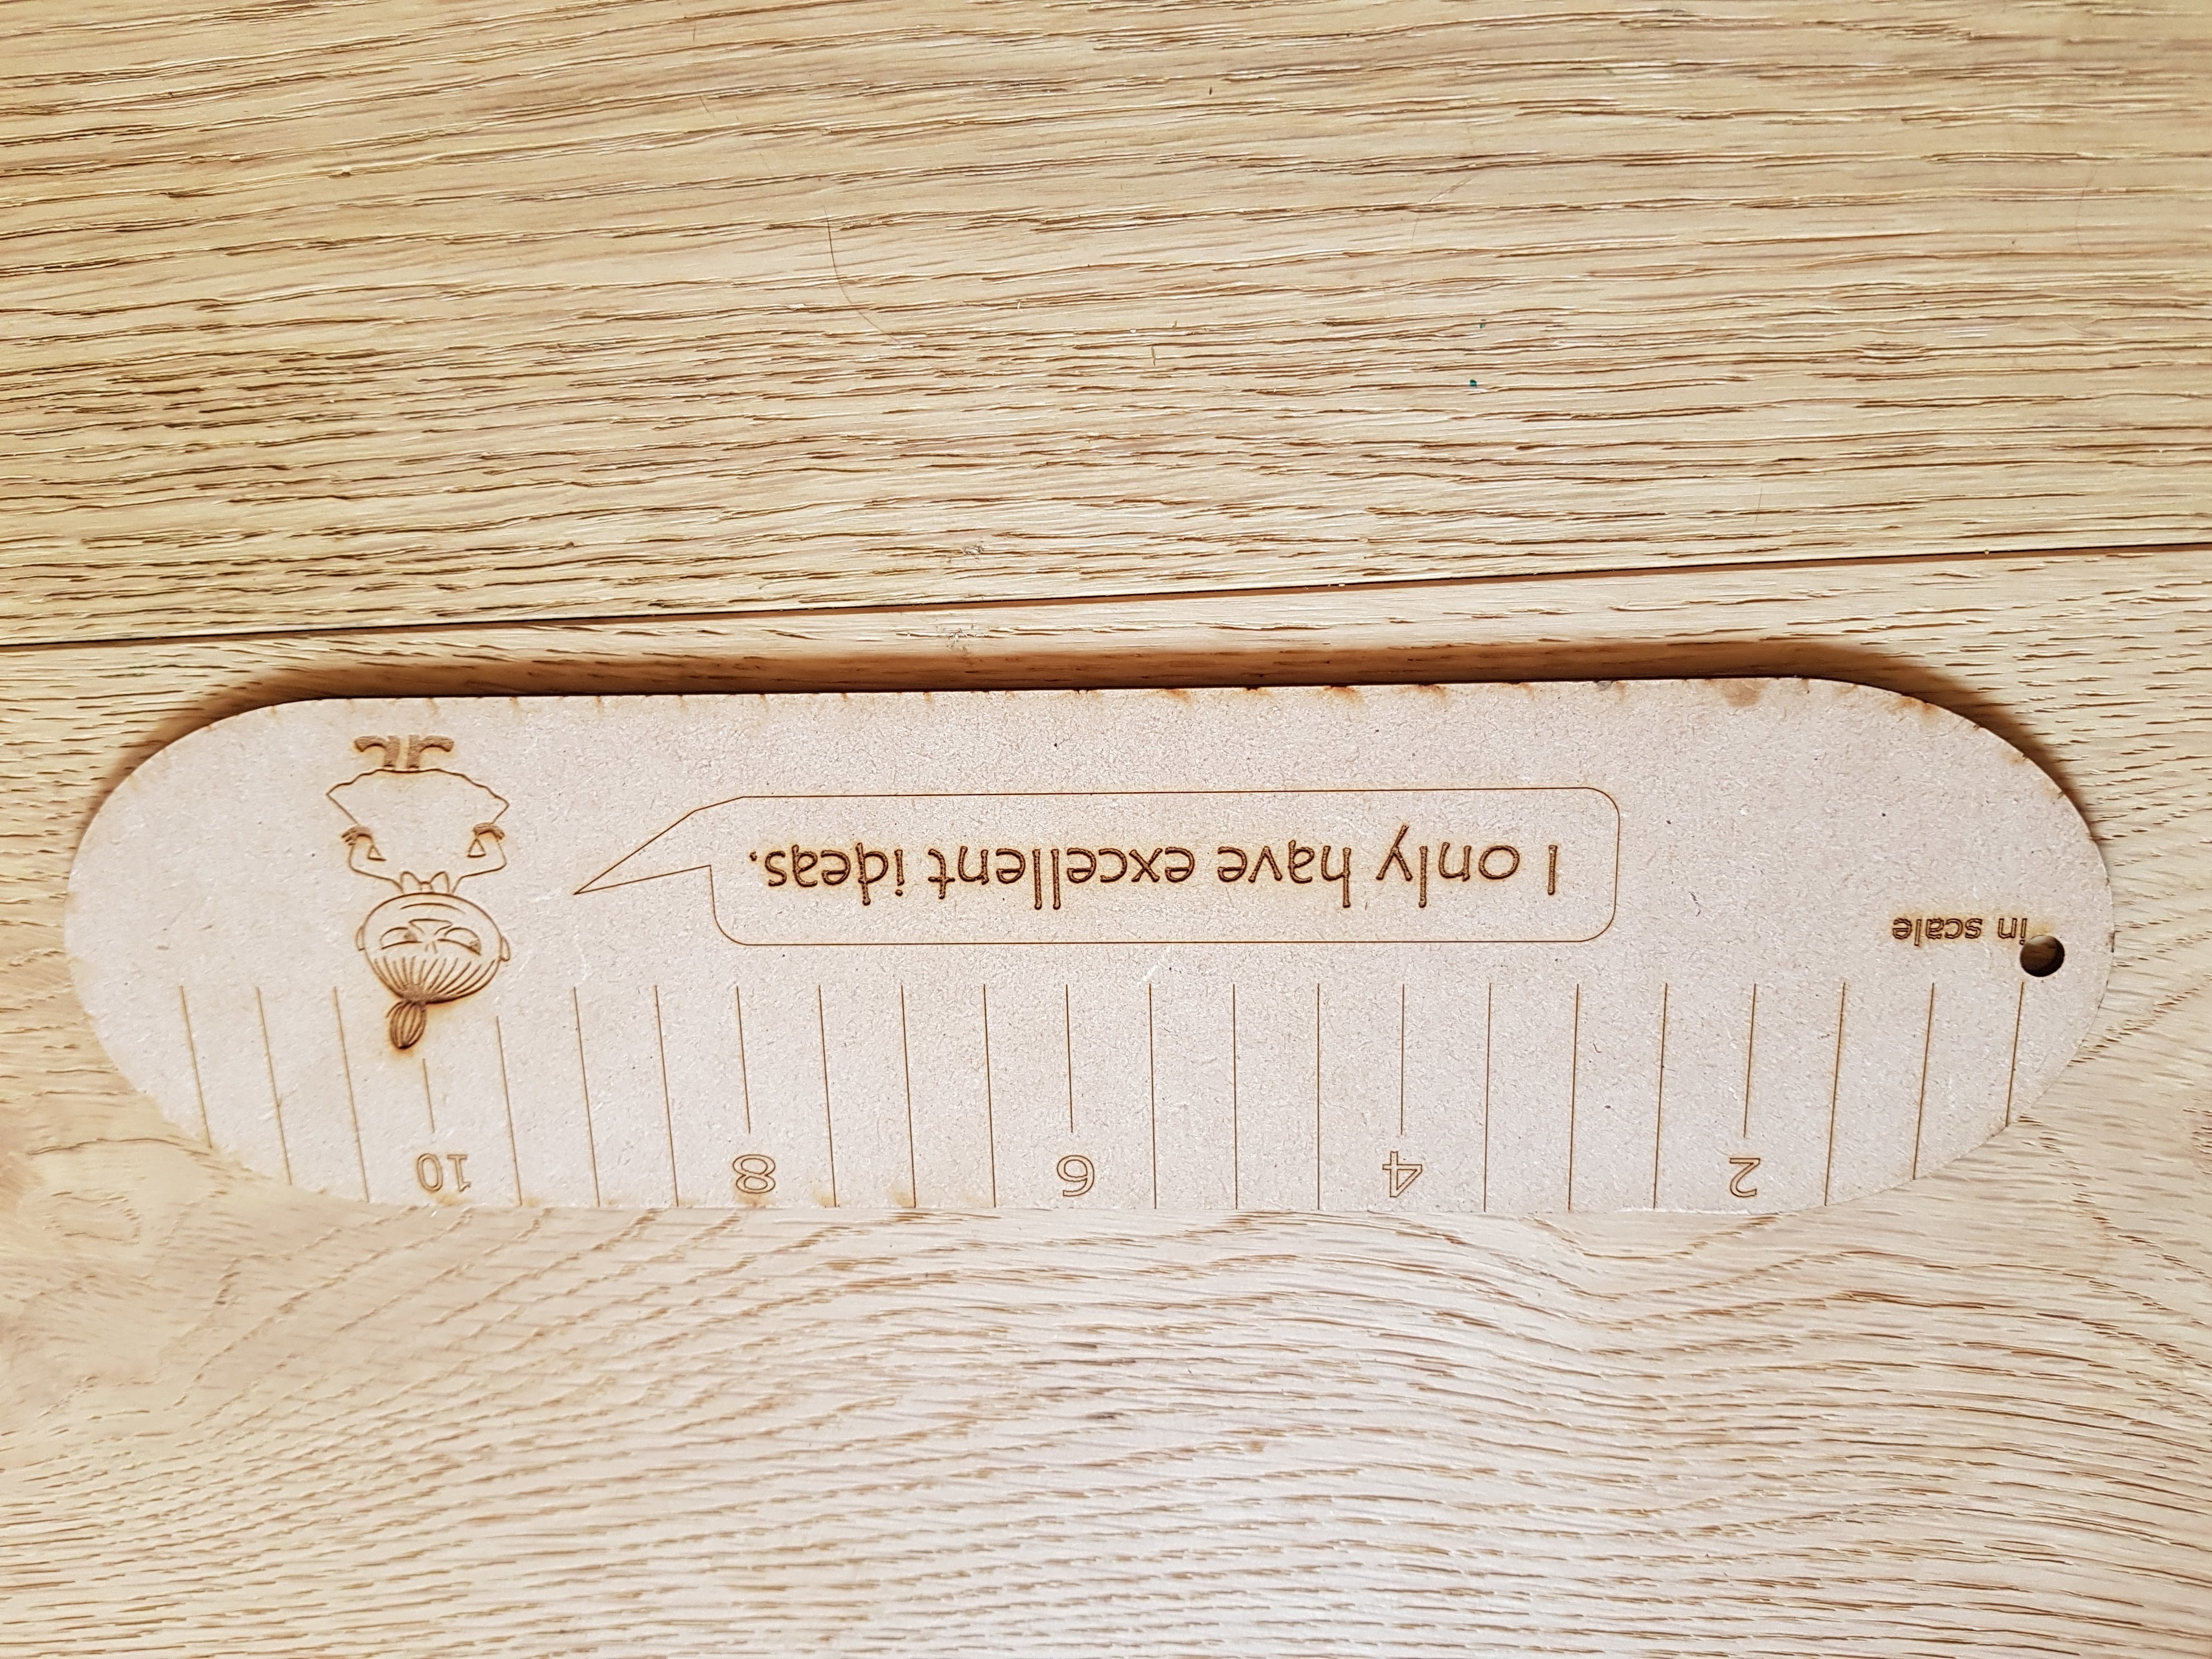 in scale
I only have excellent ideas.
2 4 6 8 10